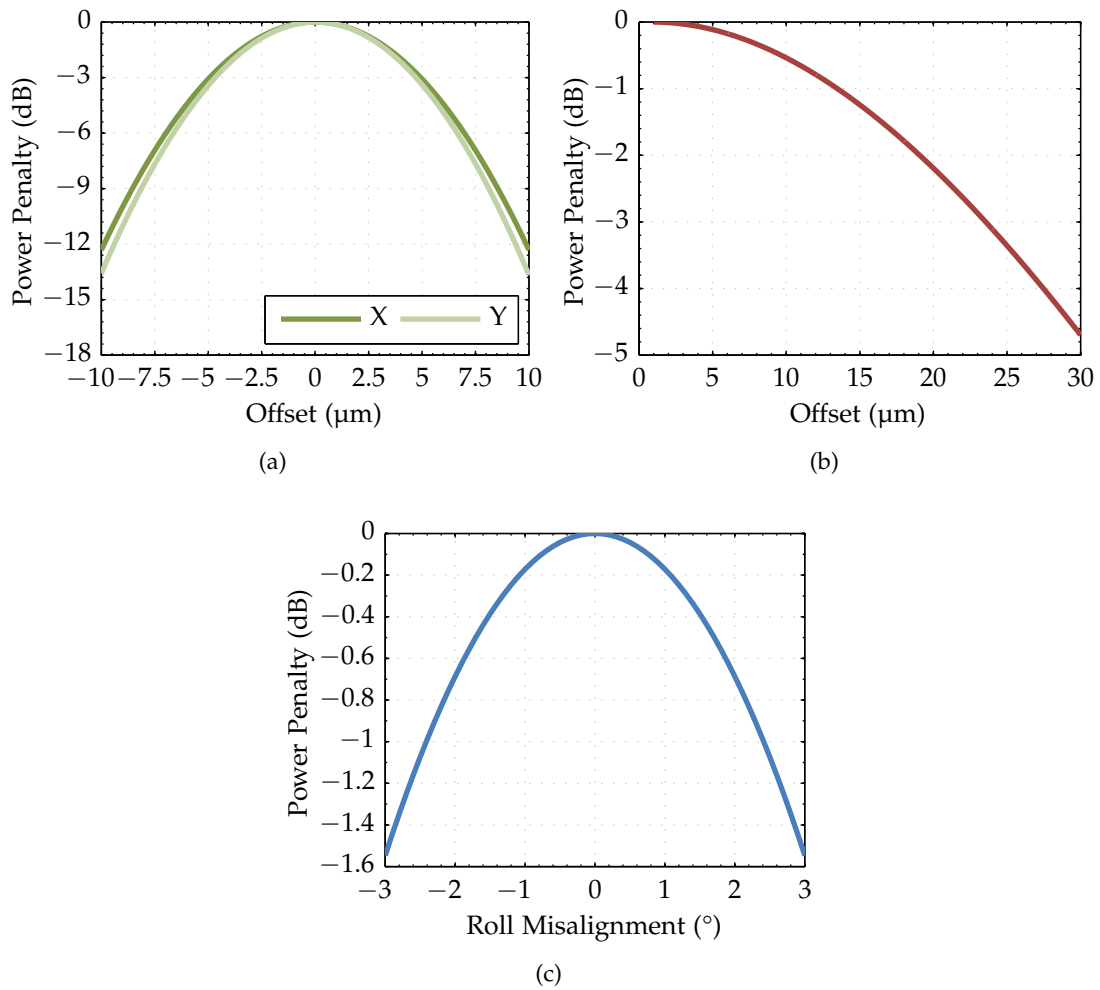 0
−3
−6
−9
−12
−15
−18
Power Penalty (dB)
X Y
−10 −7.5 −5 −2.5 0 2.5 5 7.5 10
Offset (µm)
(a)
0
−1
−2
−3
−4
−5
Power Penalty (dB)
0 5 10 15 20 25 30
Offset (µm)
(b)
0
−0.2
−0.4
−0.6
−0.8
−1
−1.2
−1.4
−1.6
Power Penalty (dB)
−3 −2 −1 0 1 2 3
Roll Misalignment (°)
(c)